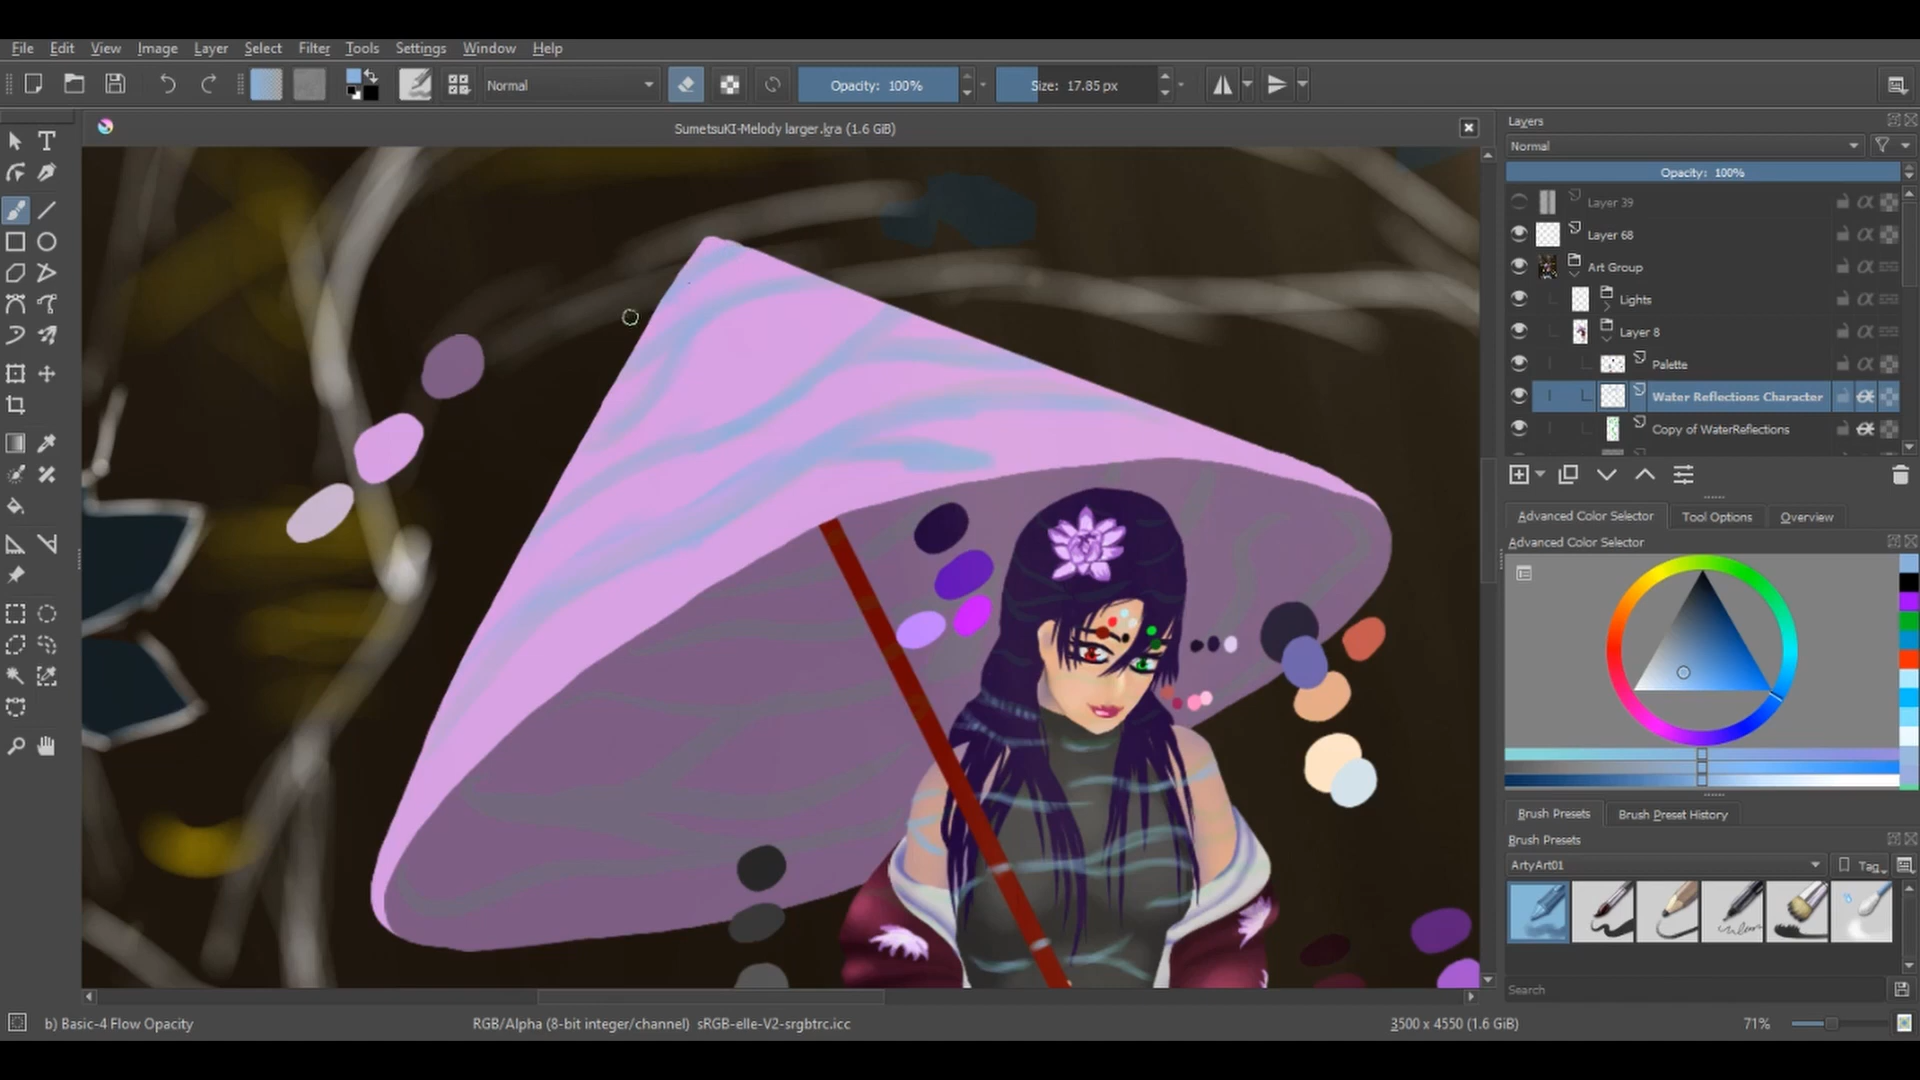 File Edit View Image Layer Select Filter Tools Settings Window Help
Normal Opacity: 100% Size: 17.85 px
SumetsuKI-Melody larger.kra (1.6 GiB)
Layers
Normal
Opacity: 100%
Layer 39
Layer 68
Art Group
Lights
Layer 8
Palette
Water Reflections Character
Copy of WaterReflections
Advanced Color Selector Tool Options Overview
Advanced Color Selector
Brush Presets Brush Preset History
Brush Presets
ArtyArt01 Tag
Search
b) Basic-4 Flow Opacity RGB/Alpha (8-bit integer/channel) sRGB-elle-V2-srgbtrc.icc 3500 x 4550 (1.6 GiB) 71%